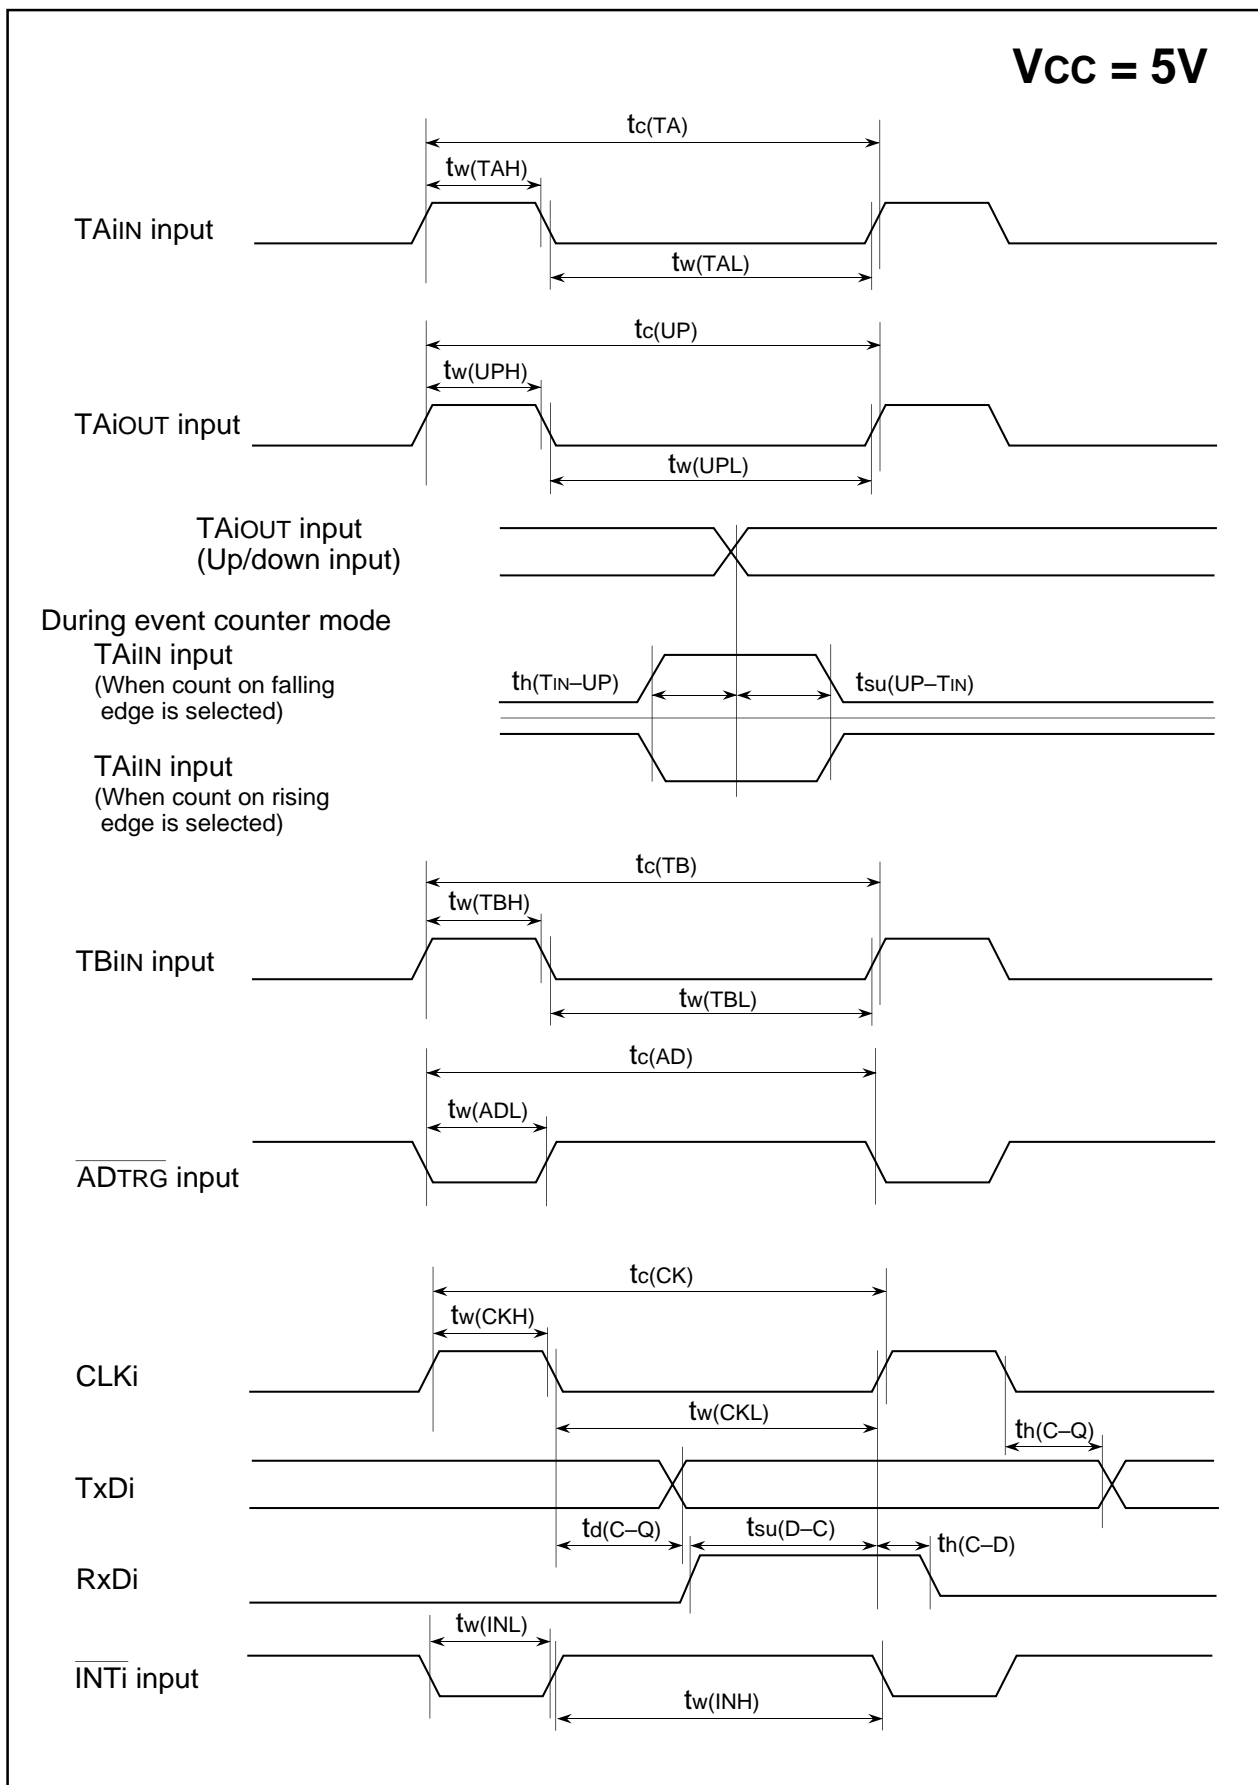 VCC = 5V
tc(TA)
tw(TAH)
TAiIN input
tw(TAL)
tc(UP)
tw(UPH)
TAiOUT input
tw(UPL)
TAiOUT input
(Up/down input)
During event counter mode
TAiIN input
(When count on falling
edge is selected)
th(TIN–UP)
tsu(UP–TIN)
TAiIN input
(When count on rising
edge is selected)
tc(TB)
tw(TBH)
TBiIN input
tw(TBL)
tc(AD)
tw(ADL)
ADTRG input
tc(CK)
tw(CKH)
CLKi
tw(CKL)
th(C–Q)
TxDi
td(C–Q)
tsu(D–C)
th(C–D)
RxDi
tw(INL)
INTi input
tw(INH)